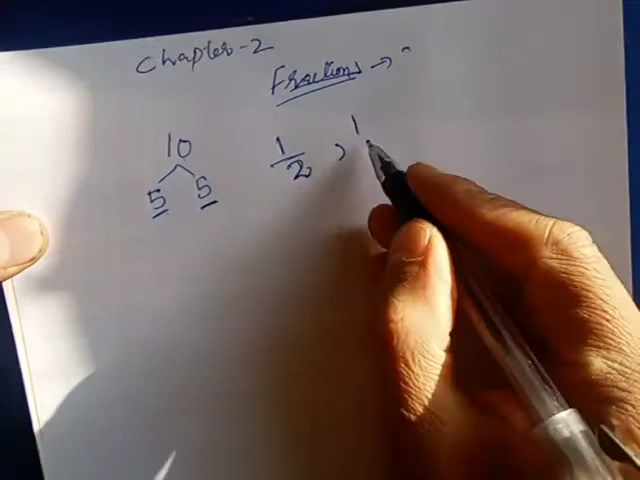 Chapter-2
Fractions →
10
5 5
1/2 , 1